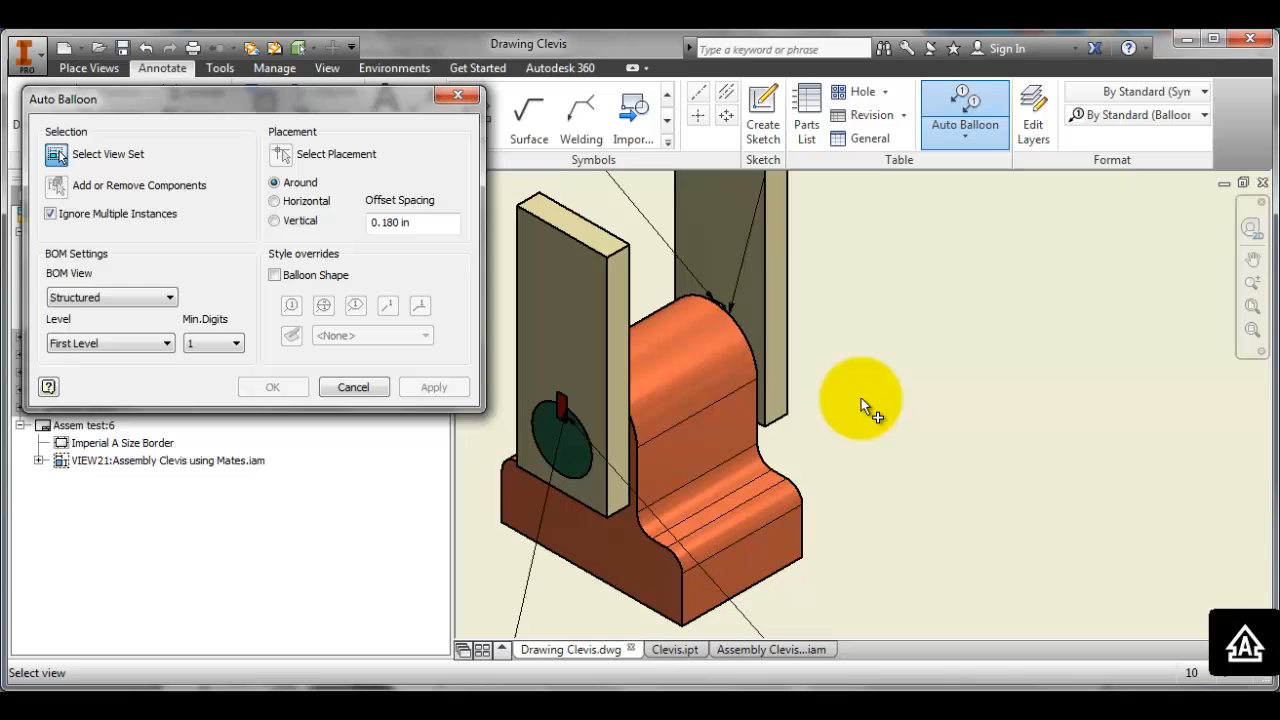 Drawing Clevis
Type a keyword or phrase
Sign In
PRO
Place Views
Annotate
Tools
Manage
View
Environments
Get Started
Autodesk 360
Surface
Welding
Impor...
Symbols
Create
Sketch
Sketch
Parts
List
Hole
Revision
General
Auto Balloon
Table
Edit
Layers
By Standard (Syn
By Standard (Balloor
Format
Auto Balloon
Selection
Select View Set
Add or Remove Components
Ignore Multiple Instances
Placement
Select Placement
Around
Horizontal
Vertical
Offset Spacing
0.180 in
BOM Settings
BOM View
Structured
Level
Min.Digits
First Level
1
Style overrides
Balloon Shape
<None>
OK
Cancel
Apply
Assem test:6
Imperial A Size Border
VIEW21:Assembly Clevis using Mates.iam
2D
Drawing Clevis.dwg
Clevis.ipt
Assembly Clevis....iam
Select view
10